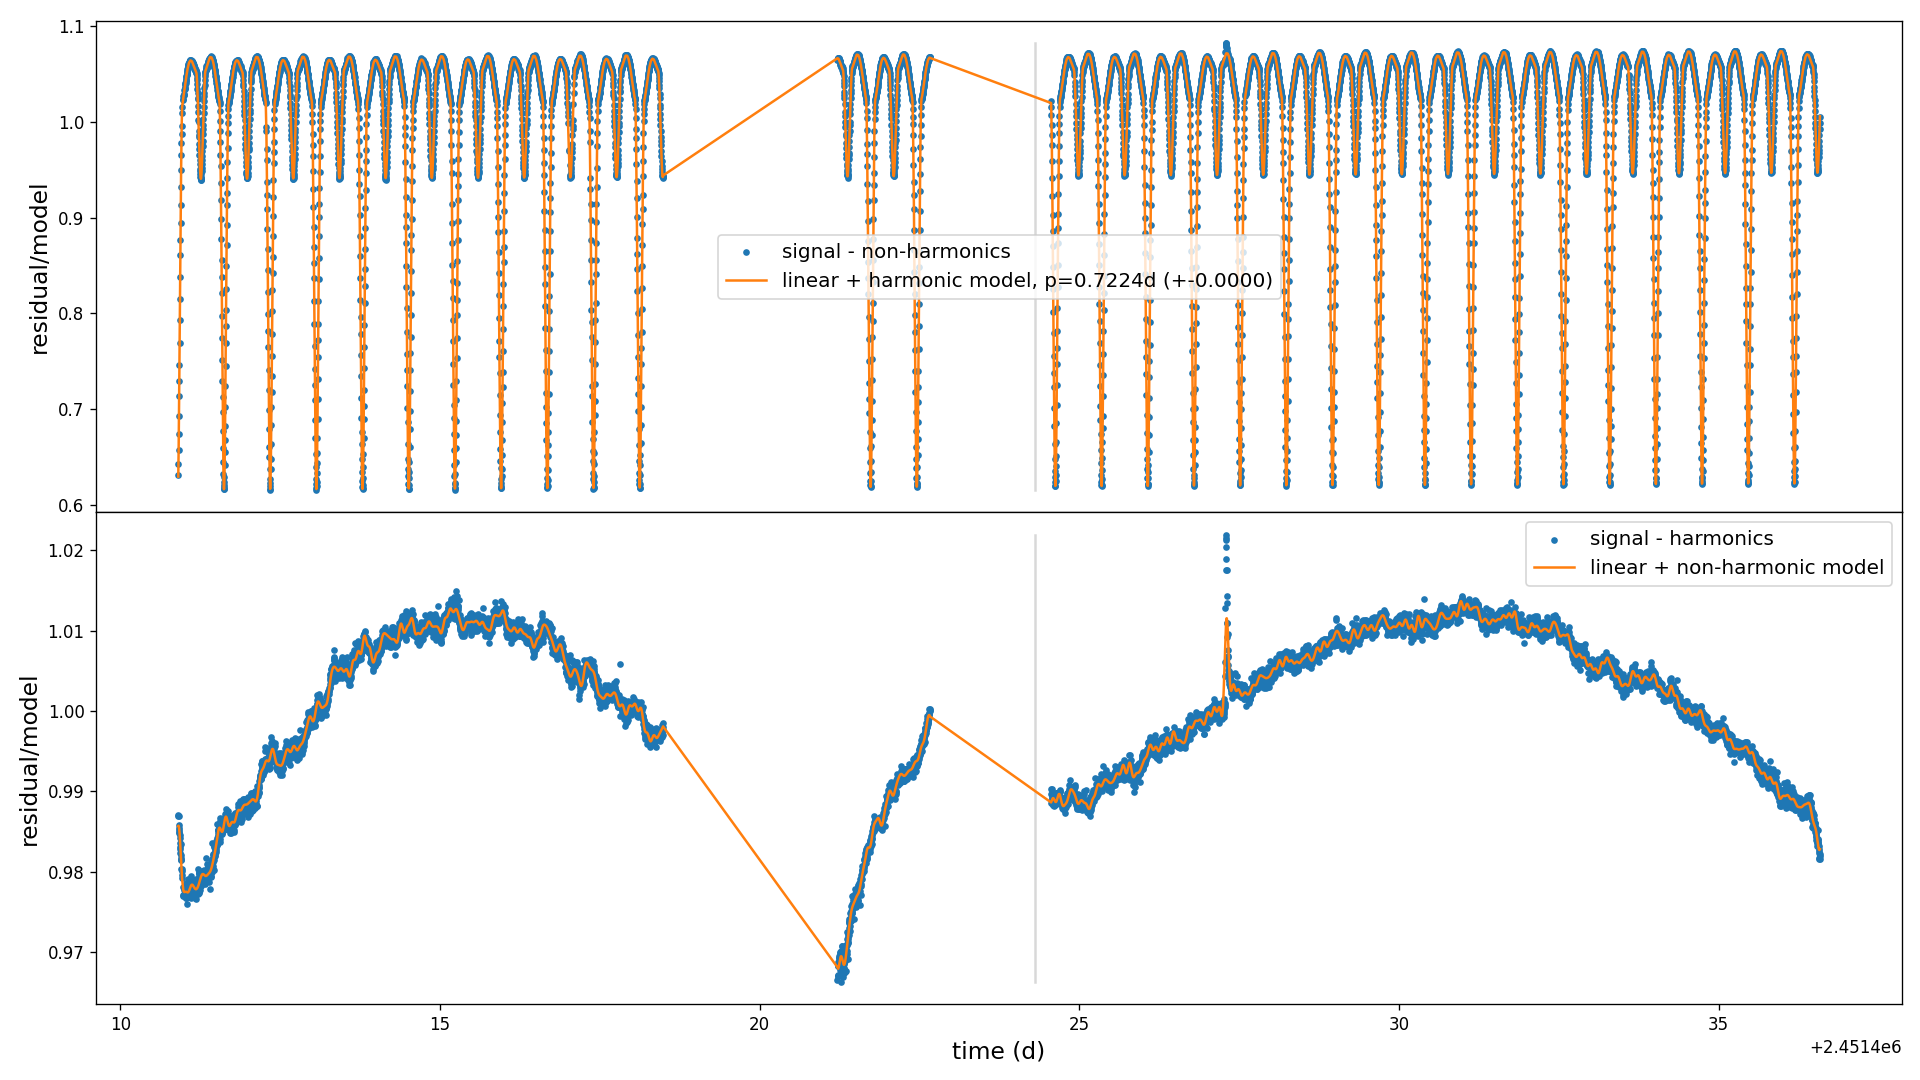 1.1
1.0
0.9
0.8
0.7
0.6
residual/model
signal - non-harmonics
linear + harmonic model, p=0.7224d (+-0.0000)
1.02
1.01
1.00
0.99
0.98
0.97
residual/model
signal - harmonics
linear + non-harmonic model
10
15
20
25
30
35
time (d)
+2.4514e6